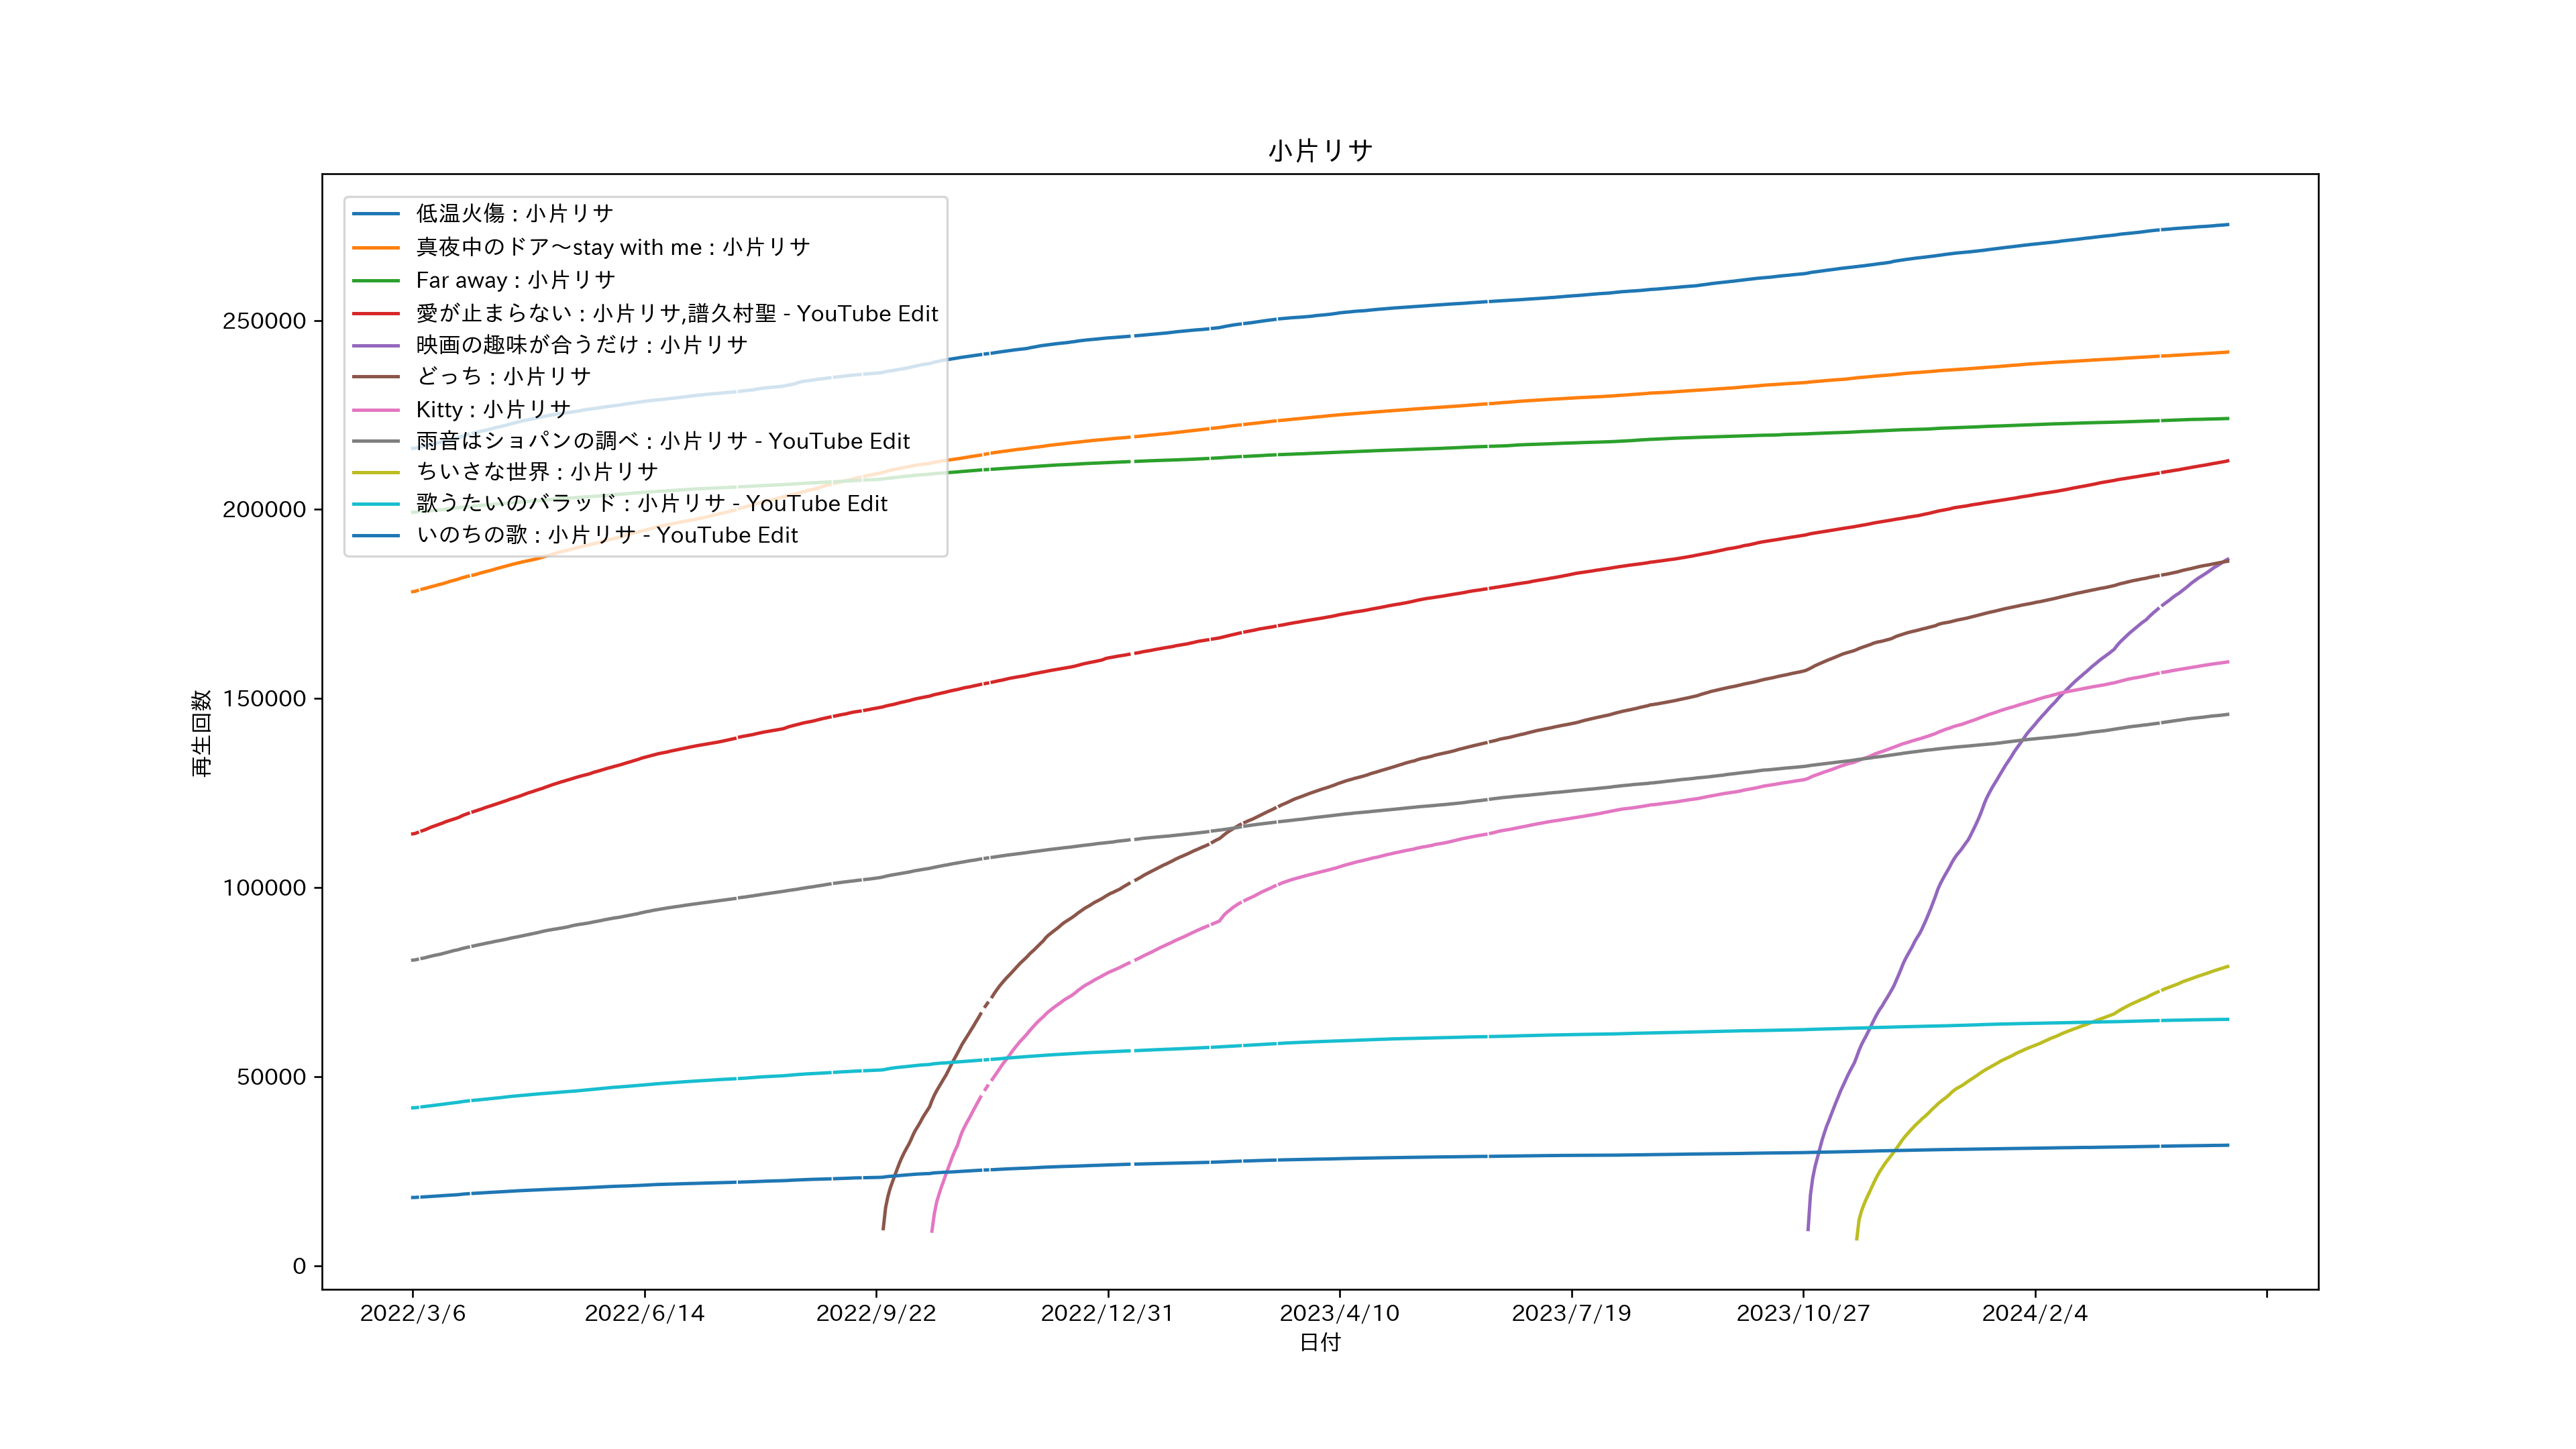 小片リサ
低温火傷 : 小片リサ
真夜中のドア〜stay with me : 小片リサ
Far away : 小片リサ
愛が止まらない : 小片リサ,譜久村聖 - YouTube Edit
映画の趣味が合うだけ : 小片リサ
どっち : 小片リサ
Kitty : 小片リサ
雨音はショパンの調べ : 小片リサ - YouTube Edit
ちいさな世界 : 小片リサ
歌うたいのバラッド : 小片リサ - YouTube Edit
いのちの歌 : 小片リサ - YouTube Edit
250000
200000
150000
100000
50000
0
再生回数
2022/3/6
2022/6/14
2022/9/22
2022/12/31
2023/4/10
2023/7/19
2023/10/27
2024/2/4
日付